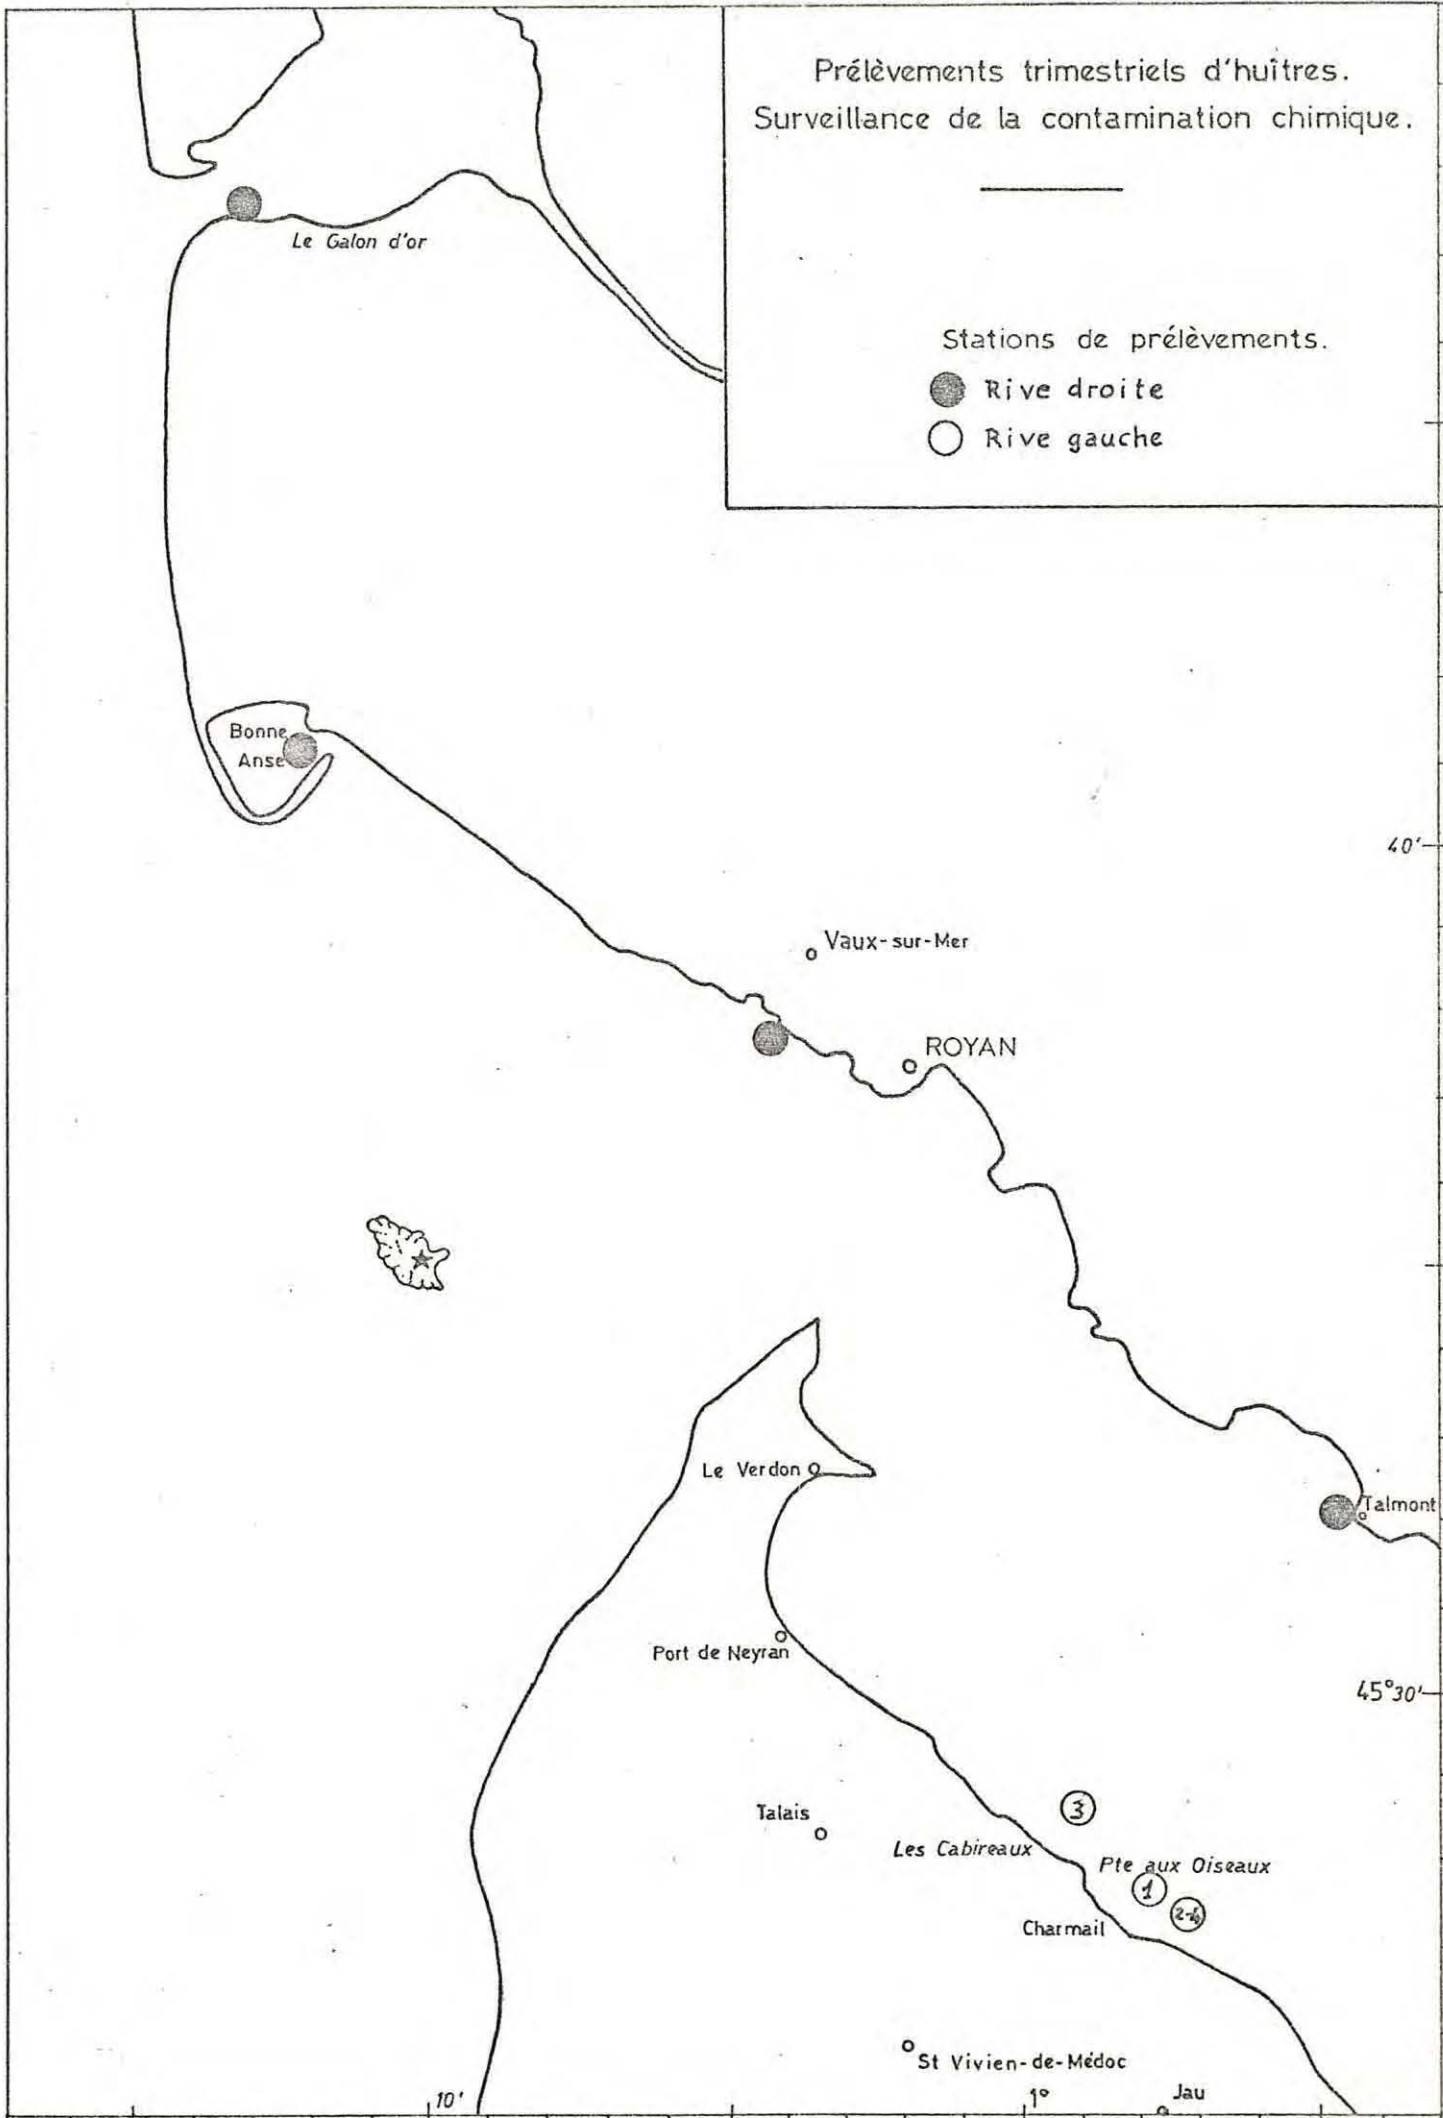 Prélèvements trimestriels d'huîtres.
Surveillance de la contamination chimique.
Le Galon d'or
Stations de prélèvements.
Rive droite
Rive gauche
Bonne
Anse
40'
Vaux-sur-Mer
ROYAN
Le Verdon
Talmont
Port de Neyran
45°30'
3
Talais
Les Cabireaux
Pte aux Oiseaux
1
2-4
Charmail
St Vivien-de-Médoc
10'
1°
Jau